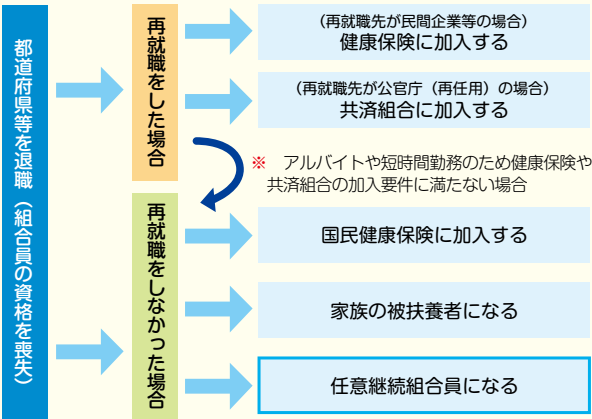 都道府県等を退職（組合員の資格を喪失）
再就職をした場合
（再就職先が民間企業等の場合）
健康保険に加入する
（再就職先が公官庁（再任用）の場合）
共済組合に加入する
※　アルバイトや短時間勤務のため健康保険や
共済組合の加入要件に満たない場合
再就職をしなかった場合
国民健康保険に加入する
家族の被扶養者になる
任意継続組合員になる